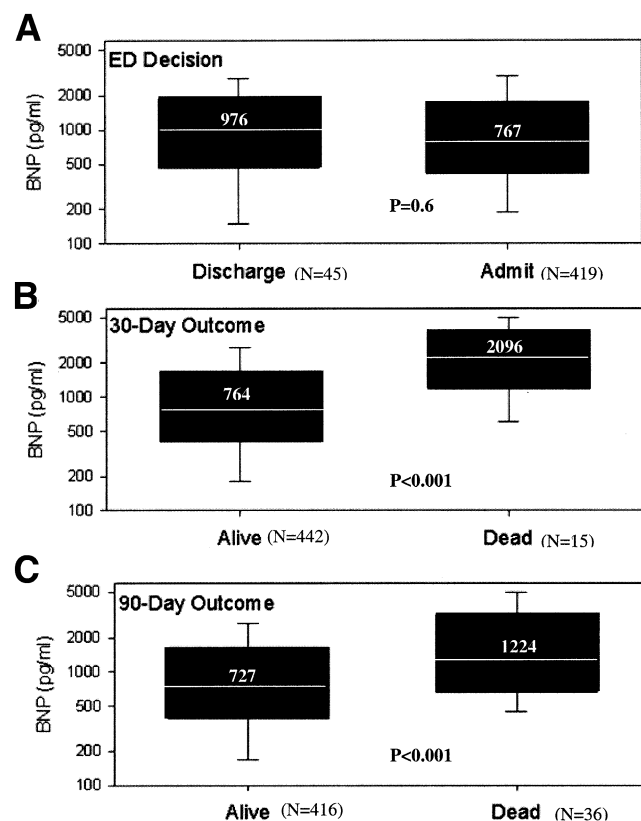 A
ED Decision
BNP (pg/ml)
5000
2000
1000
500
200
100
976
767
P=0.6
Discharge (N=45)
Admit (N=419)
B
30-Day Outcome
BNP (pg/ml)
5000
2000
1000
500
200
100
764
2096
P<0.001
Alive (N=442)
Dead (N=15)
C
90-Day Outcome
BNP (pg/ml)
5000
2000
1000
500
200
100
727
1224
P<0.001
Alive (N=416)
Dead (N=36)